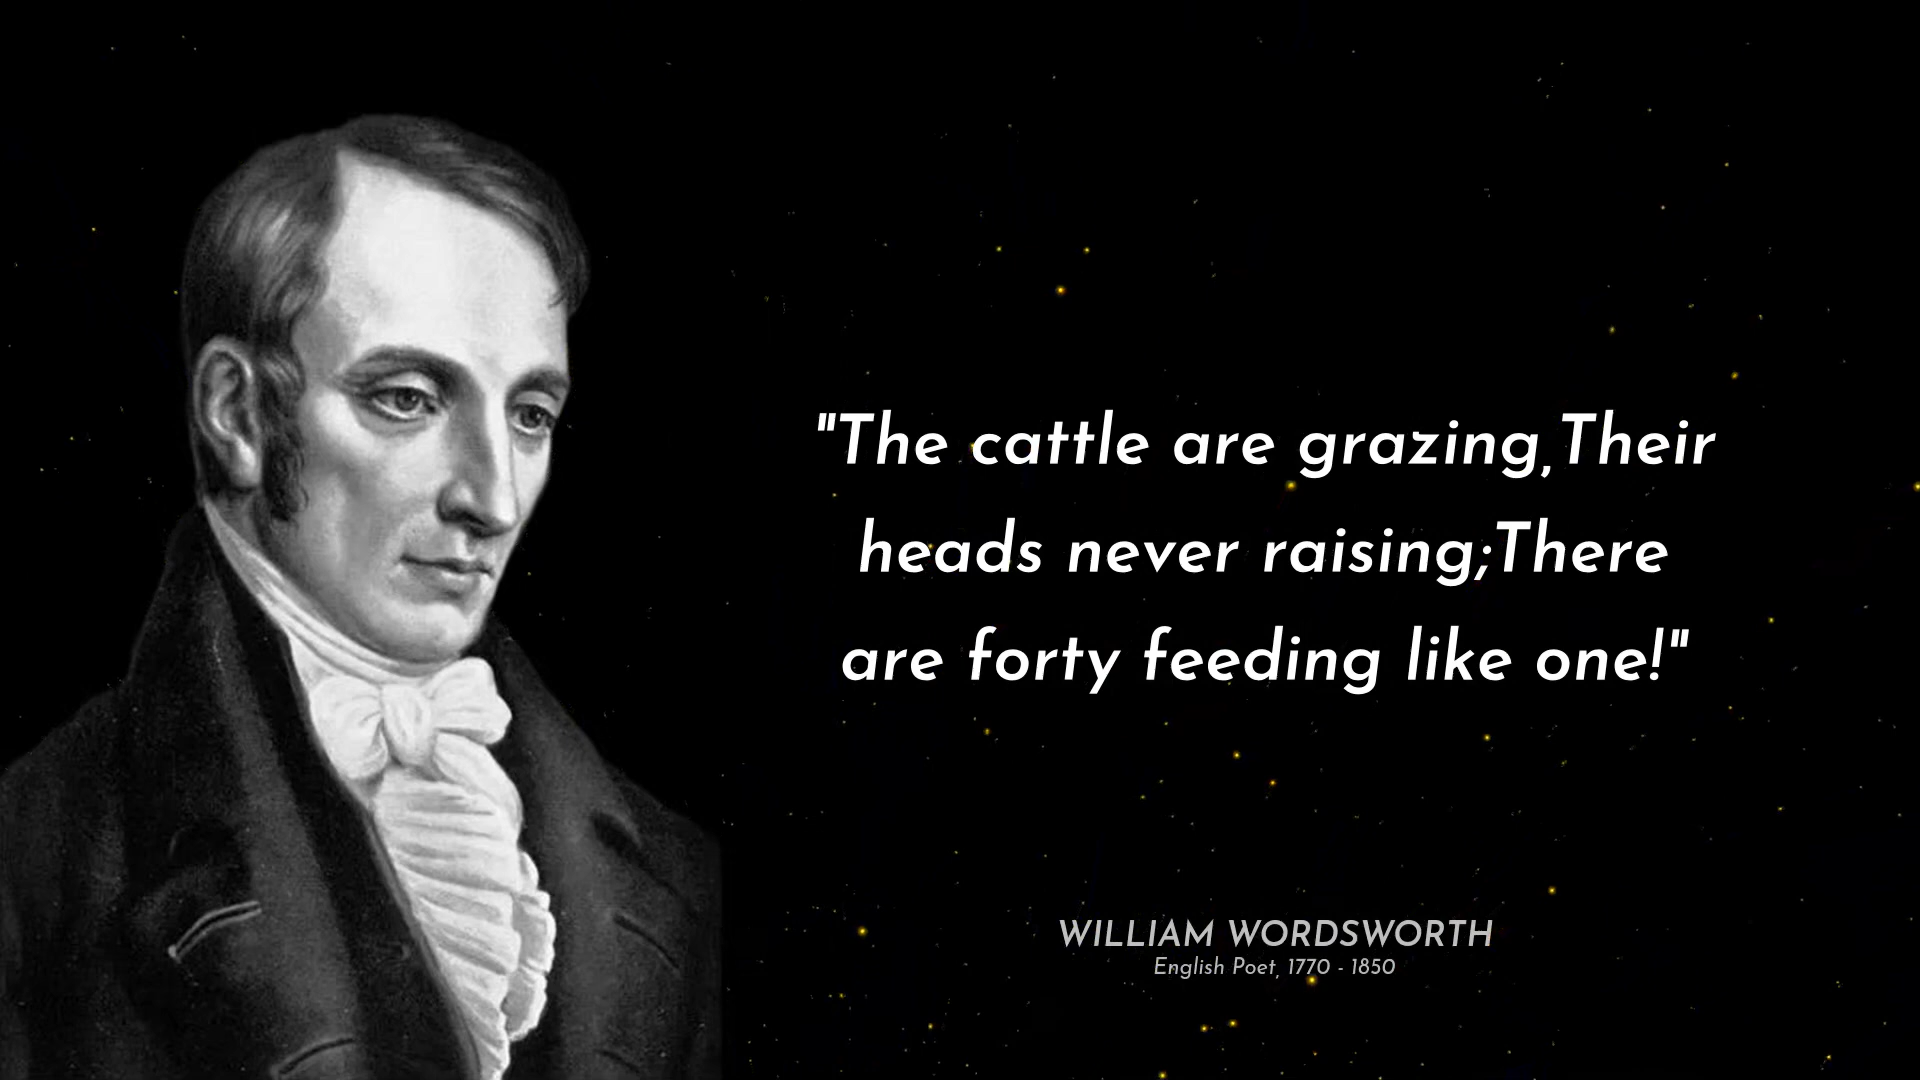 "The cattle are grazing,Their
heads never raising;There
are forty feeding like one!"
WILLIAM WORDSWORTH
English Poet, 1770 - 1850